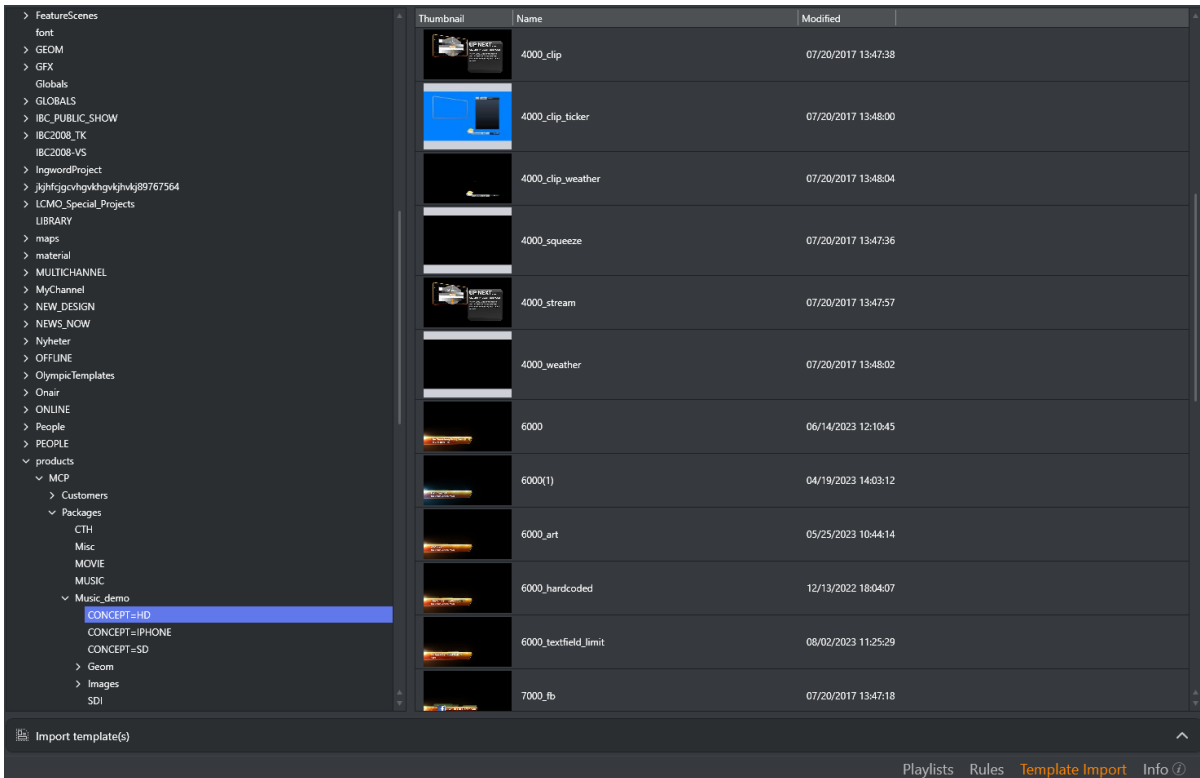 FeatureScenes
font
GEOM
GFX
Globals
GLOBALS
IBC_PUBLIC_SHOW
IBC2008_TK
IBC2008-VS
IngwordProject
jkjhfcjgcvhgvkhgvkjhvkj89767564
LCMO_Special_Projects
LIBRARY
maps
material
MULTICHANNEL
MyChannel
NEW_DESIGN
NEWS_NOW
Nyheter
OFFLINE
OlympicTemplates
Onair
ONLINE
People
PEOPLE
products
MCP
Customers
Packages
CTH
Misc
MOVIE
MUSIC
Music_demo
CONCEPT=HD
CONCEPT=IPHONE
CONCEPT=SD
Geom
Images
SDI
Thumbnail Name Modified
UP NEXT
4000_clip 07/20/2017 13:47:38
4000_clip_ticker 07/20/2017 13:48:00
4000_clip_weather 07/20/2017 13:48:04
4000_squeeze 07/20/2017 13:47:36
UP NEXT
4000_stream 07/20/2017 13:47:57
4000_weather 07/20/2017 13:48:02
6000 06/14/2023 12:10:45
6000(1) 04/19/2023 14:03:12
6000_art 05/25/2023 10:44:14
6000_hardcoded 12/13/2022 18:04:07
6000_textfield_limit 08/02/2023 11:25:29
7000_fb 07/20/2017 13:47:18
Import template(s)
Playlists Rules Template Import Info